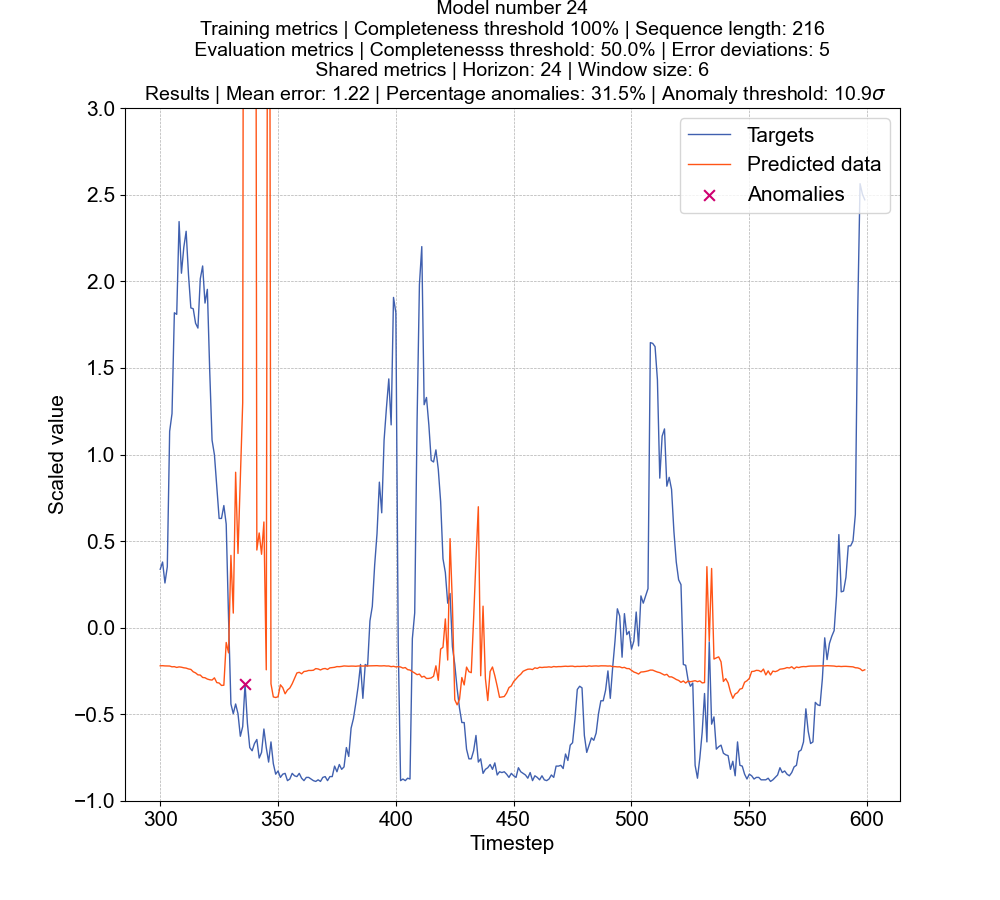 Model number 24
Training metrics | Completeness threshold 100% | Sequence length: 216
Evaluation metrics | Completenesss threshold: 50.0% | Error deviations: 5
Shared metrics | Horizon: 24 | Window size: 6
Results | Mean error: 1.22 | Percentage anomalies: 31.5% | Anomaly threshold: 10.9σ
Targets
Predicted data
Anomalies
Scaled value
3.0
2.5
2.0
1.5
1.0
0.5
0.0
−0.5
−1.0
300 350 400 450 500 550 600
Timestep